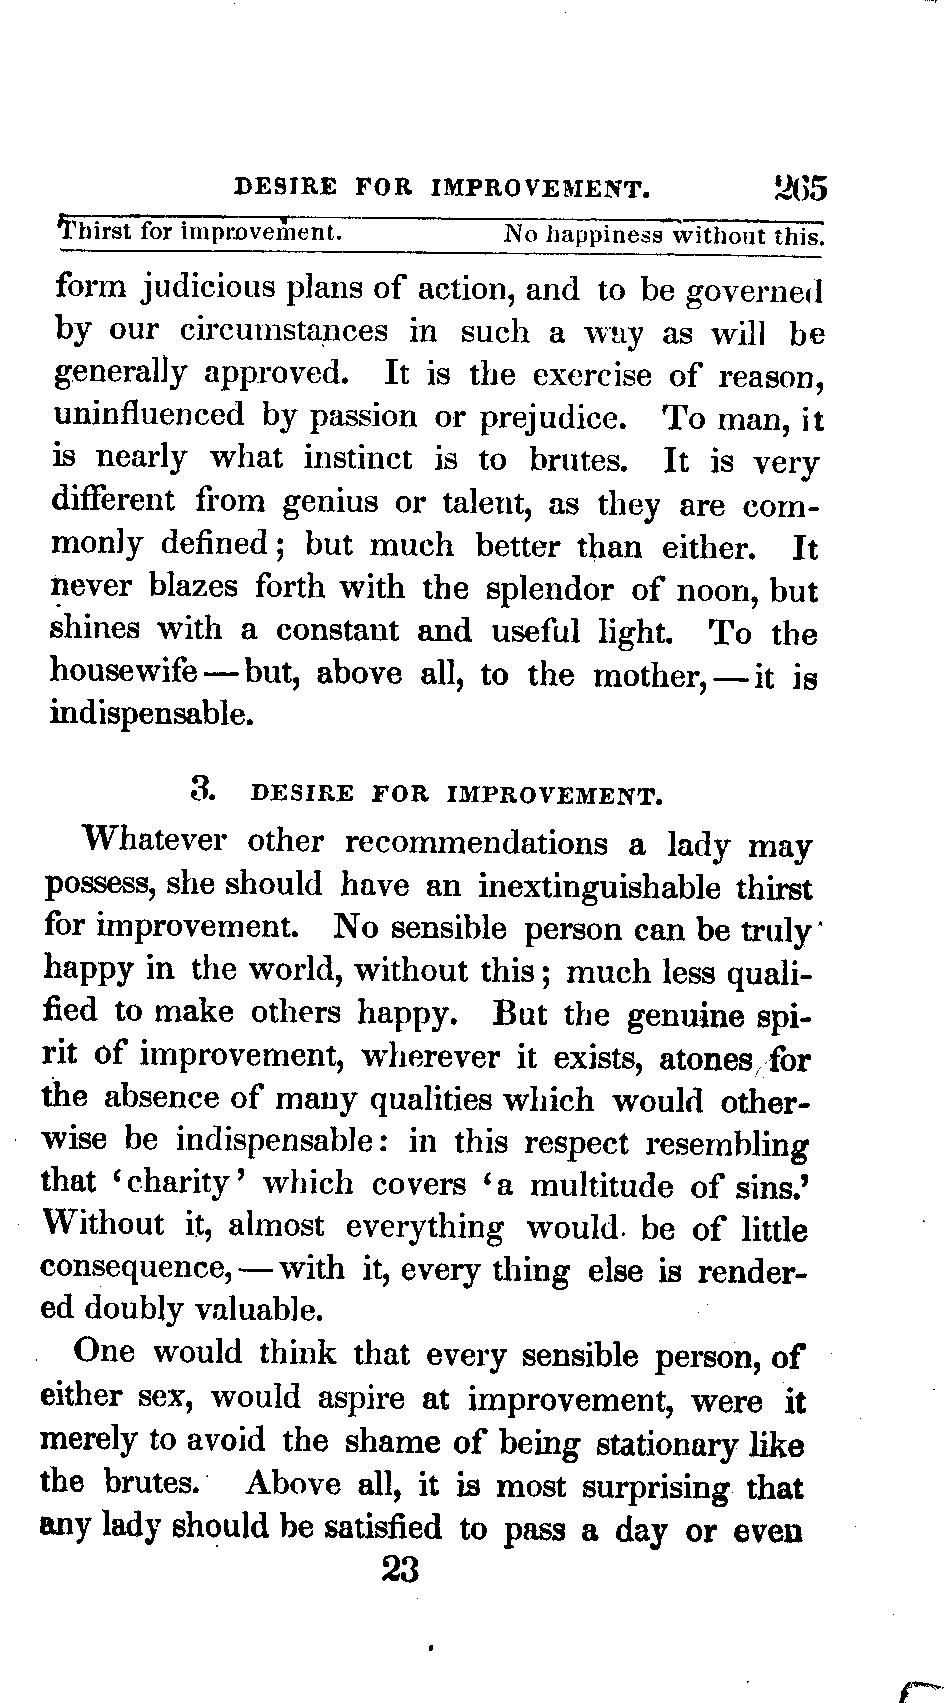 DESIRE FOR IMPROVEMENT. 265
Thirst for improvement. No happiness without this.
form judicious plans of action, and to be governed
by our circumstances in such a way as will be
generally approved. It is the exercise of reason,
uninfluenced by passion or prejudice. To man, it
is nearly what instinct is to brutes. It is very
different from genius or talent, as they are com-
monly defined; but much better than either. It
never blazes forth with the splendor of noon, but
shines with a constant and useful light. To the
housewife—but, above all, to the mother,—it is
indispensable.
3. DESIRE FOR IMPROVEMENT.
Whatever other recommendations a lady may
possess, she should have an inextinguishable thirst
for improvement. No sensible person can be truly
happy in the world, without this; much less quali-
fied to make others happy. But the genuine spi-
rit of improvement, wherever it exists, atones for
the absence of many qualities which would other-
wise be indispensable: in this respect resembling
that ‘charity’ which covers ‘a multitude of sins.’
Without it, almost everything would be of little
consequence,—with it, every thing else is render-
ed doubly valuable.
One would think that every sensible person, of
either sex, would aspire at improvement, were it
merely to avoid the shame of being stationary like
the brutes. Above all, it is most surprising that
any lady should be satisfied to pass a day or even
23